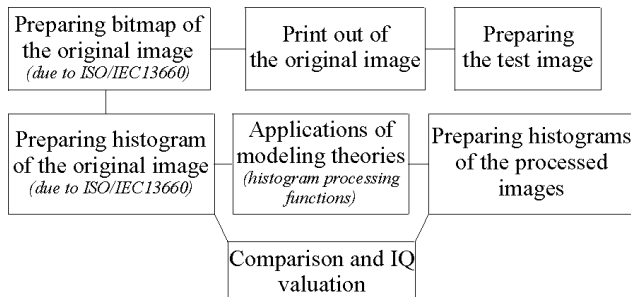 Preparing bitmap of
the original image
(due to ISO/IEC13660)
Print out of
the original image
Preparing
the test image
Preparing histogram
of the original image
(due to ISO/IEC13660)
Applications of
modeling theories
(histogram processing
functions)
Preparing histograms
of the processed
images
Comparison and IQ
valuation